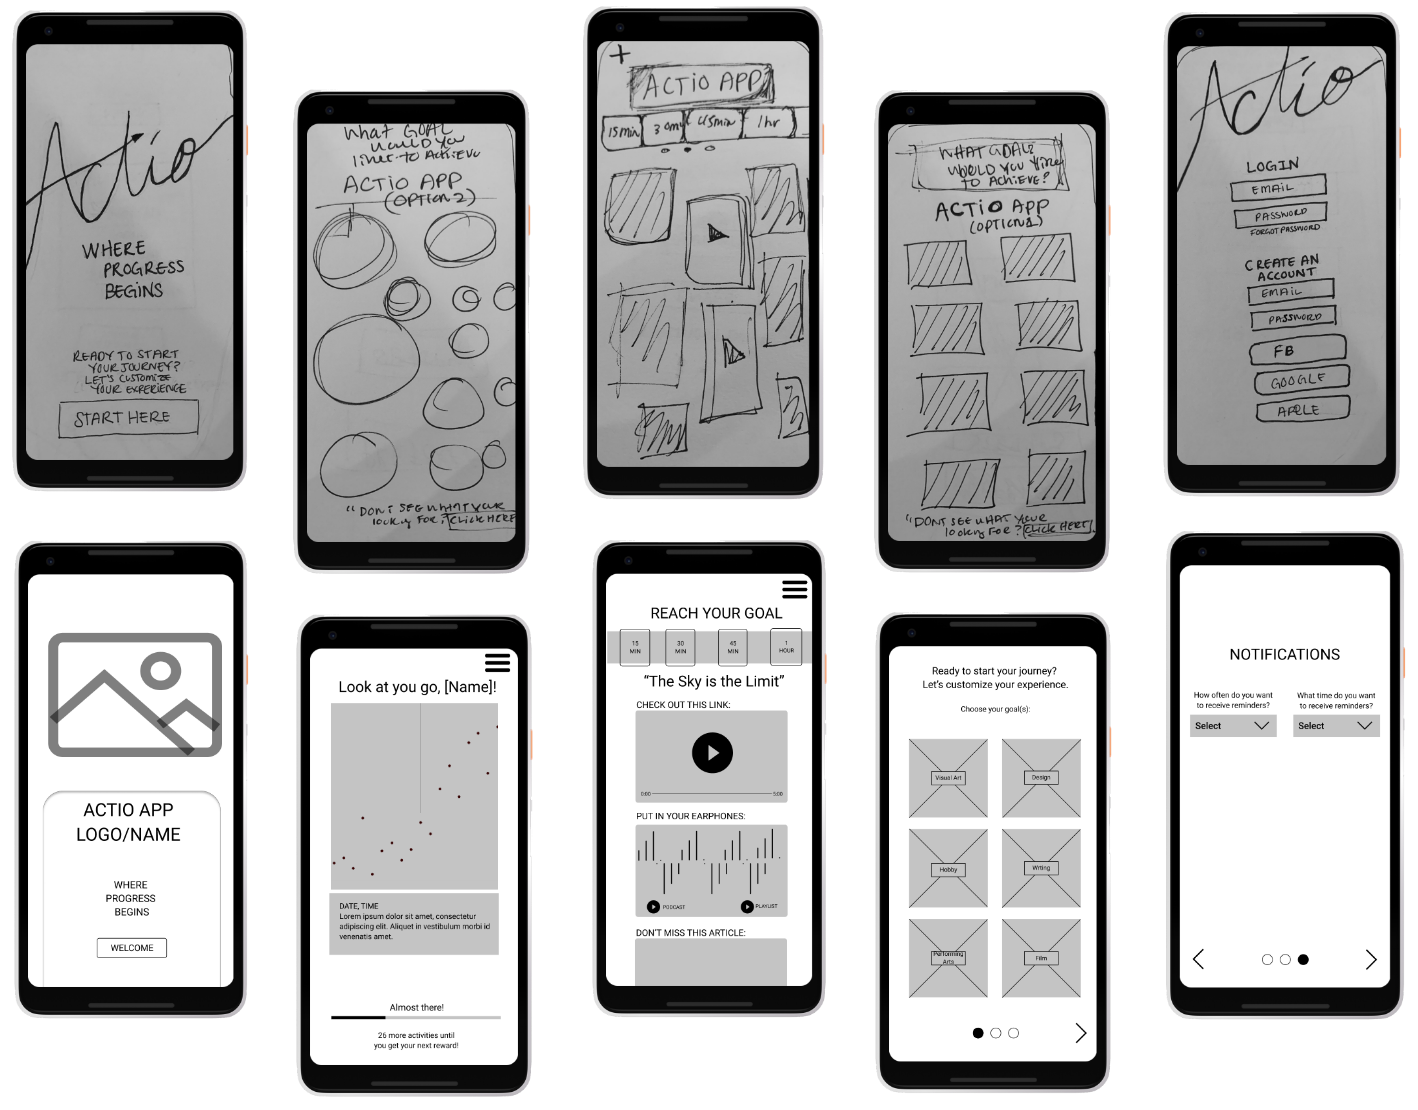 Actio
WHERE
PROGRESS
BEGINS
READY TO START
YOUR JOURNEY?
LET'S CUSTOMIZE
YOUR EXPERIENCE
START HERE
What GOAL
would you
to ACHIEVE
ACTIO APP
(OPTION 2)
"DONT SEE WHAT YOUR
looking FOR? CLICK HERE
+
ACTIO APP
15min
30min
45min
1hr
WHAT GOAL
WOULD YOU
TO ACHIEVE?
ACTIO APP
(OPTION 1)
"DONT SEE WHAT YOUR
looking FOR? CLICK HERE
Actio
LOGIN
EMAIL
PASSWORD
FORGOT PASSWORD
CREATE AN
ACCOUNT
EMAIL
PASSWORD
FB
GOOGLE
APPLE
ACTIO APP
LOGO/NAME
WHERE
PROGRESS
BEGINS
WELCOME
Look at you go, [Name]!
DATE, TIME
Lorem ipsum dolor sit amet, consectetur
adipiscing elit. Aliquet in vestibulum morbi id
venenatis amet.
Almost there!
26 more activities until
you get your next reward!
REACH YOUR GOAL
15
MIN
30
MIN
45
MIN
1
HOUR
“The Sky is the Limit”
CHECK OUT THIS LINK:
0:00
5:00
PUT IN YOUR EARPHONES:
PODCAST
PLAYLIST
DON'T MISS THIS ARTICLE:
Ready to start your journey?
Let's customize your experience.
Choose your goal(s):
Visual Art
Design
Hobby
Writing
Performing
Arts
Film
NOTIFICATIONS
How often do you want
to receive reminders?
Select
What time do you want
to receive reminders?
Select